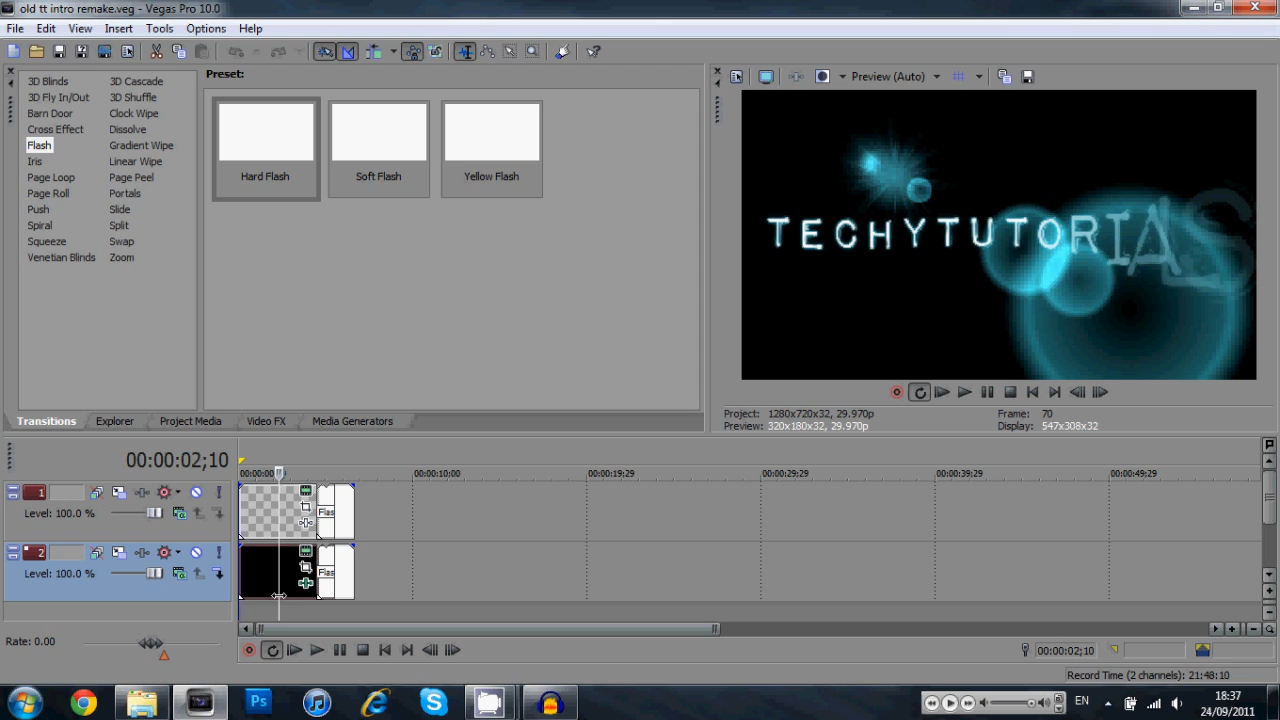 old tt intro remake.veg - Vegas Pro 10.0
File Edit View Insert Tools Options Help
3D Blinds 3D Cascade
3D Fly In/Out 3D Shuffle
Barn Door Clock Wipe
Cross Effect Dissolve
Flash Gradient Wipe
Iris Linear Wipe
Page Loop Page Peel
Page Roll Portals
Push Slide
Spiral Split
Squeeze Swap
Venetian Blinds Zoom
Preset:
Hard Flash Soft Flash Yellow Flash
Preview (Auto)
TECHYTUTORIALS
Transitions Explorer Project Media Video FX Media Generators
Project: 1280x720x32, 29.970p Frame: 70
Preview: 320x180x32, 29.970p Display: 547x308x32
00:00:02;10
00:00:10;00 00:00:19;29 00:00:29;29 00:00:39;29 00:00:49;29
1
Level: 100.0 %
Flas
2
Level: 100.0 %
Flas
Rate: 0.00
00:00:02;10
Record Time (2 channels): 21:48:10
Ps
EN
18:37
24/09/2011